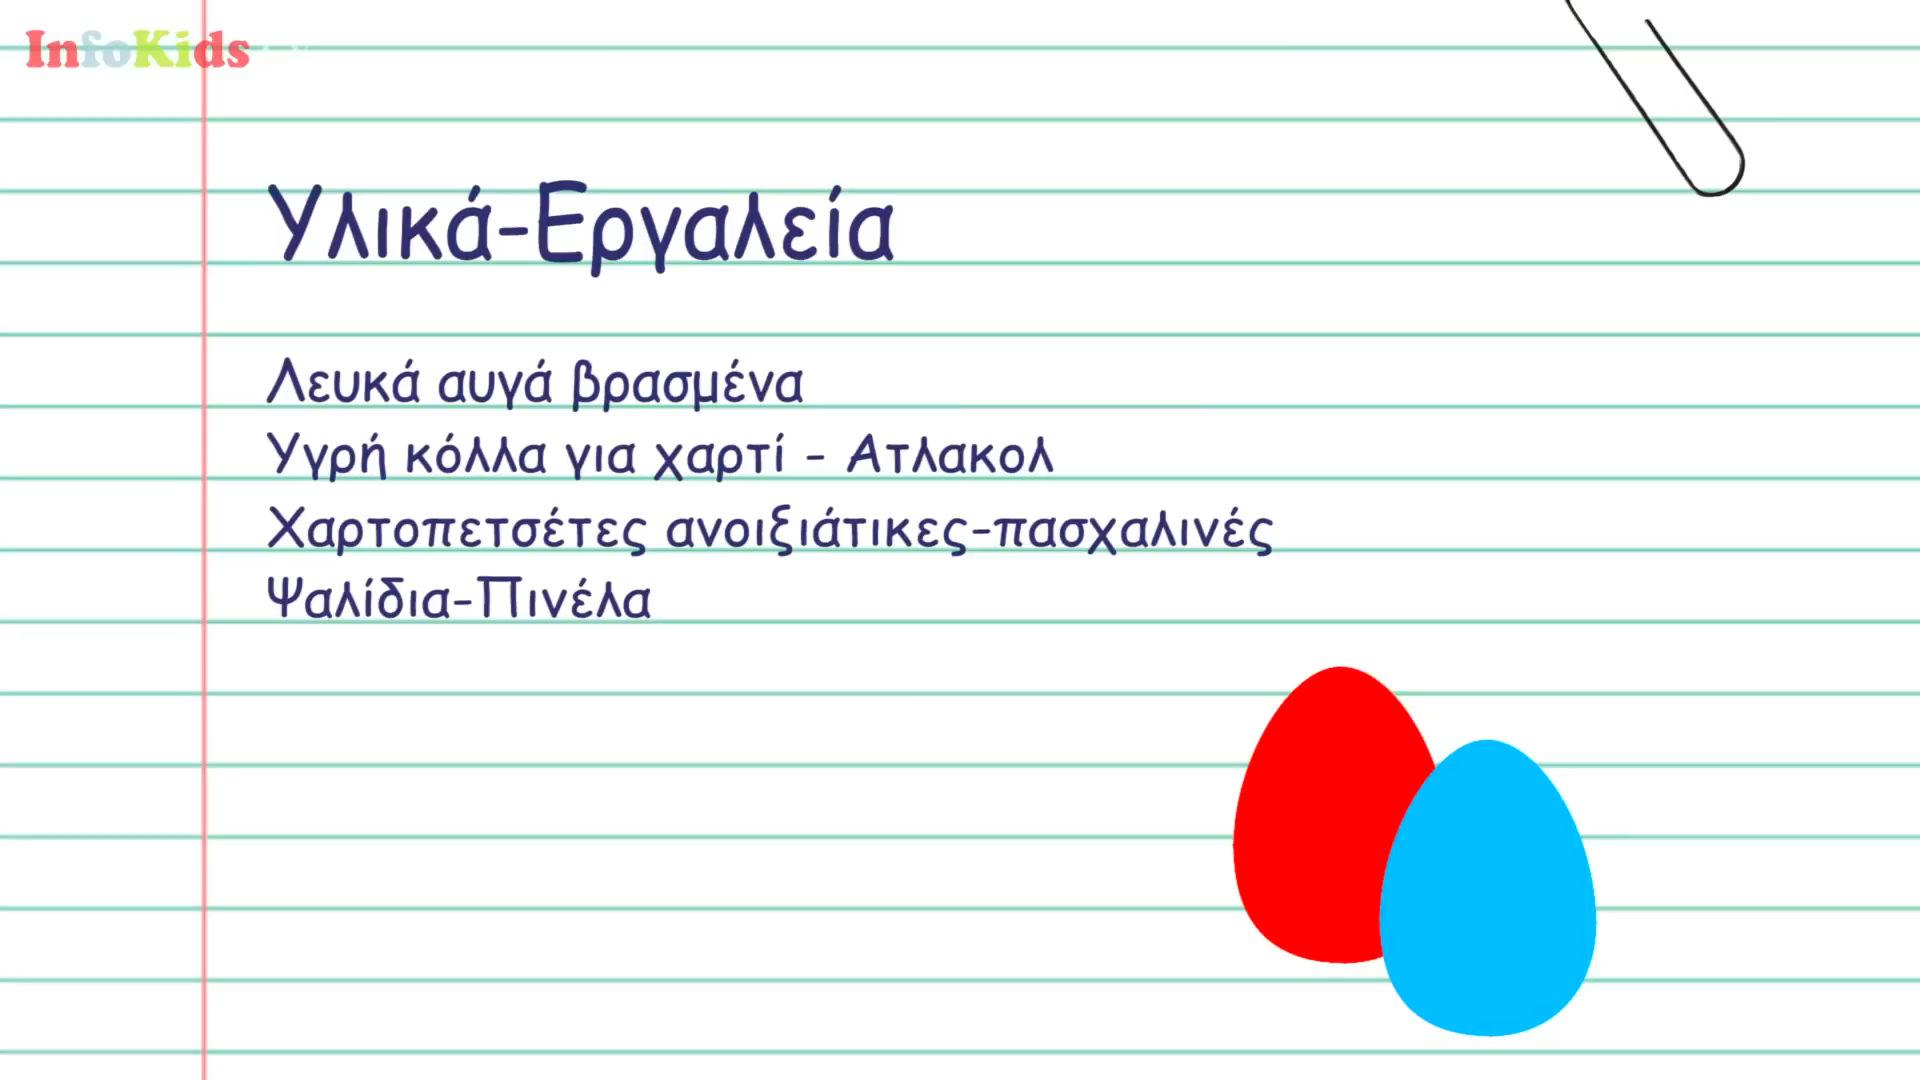 InfoKids
Υλικά-Εργαλεία
Λευκά αυγά βρασμένα
Υγρή κόλλα για χαρτί - Ατλακολ
Χαρτοπετσέτες ανοιξιάτικες-πασχαλινές
Ψαλίδια-Πινέλα